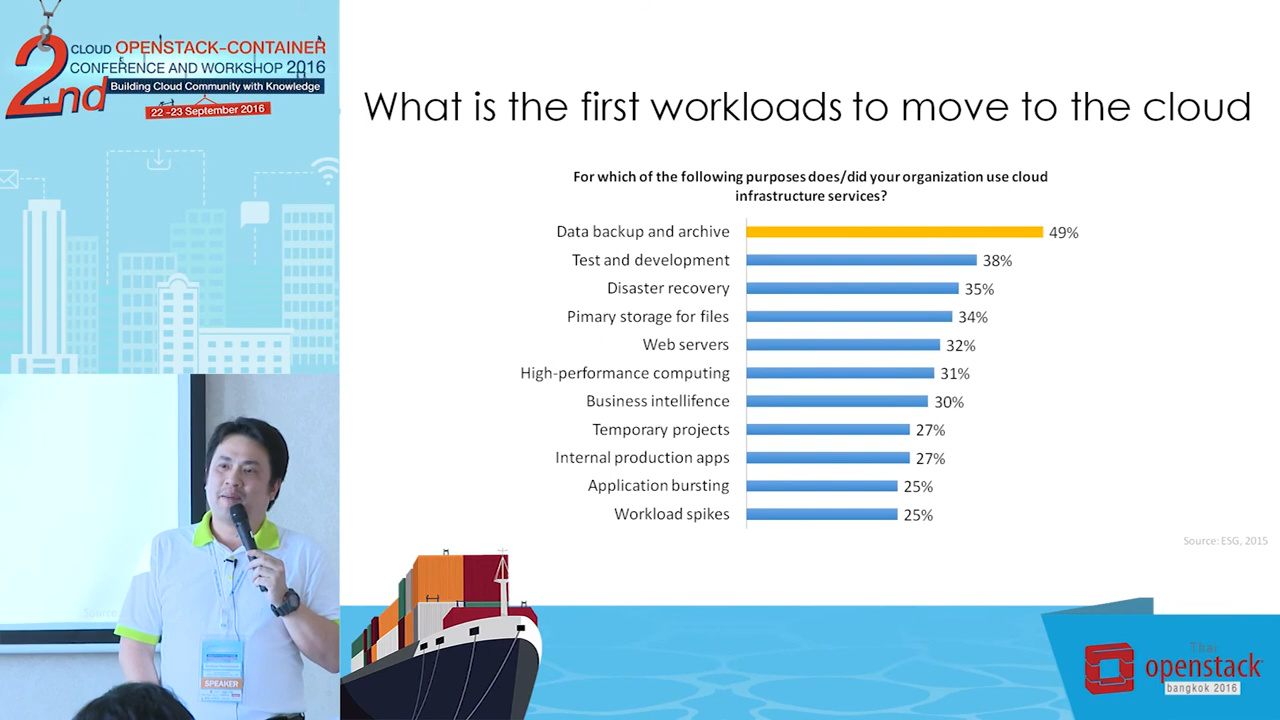 2nd
CLOUD OPENSTACK-CONTAINER
CONFERENCE AND WORKSHOP 2016
Building Cloud Community with Knowledge
22 -23 September 2016
What is the first workloads to move to the cloud
For which of the following purposes does/did your organization use cloud
infrastructure services?
Data backup and archive 49%
Test and development 38%
Disaster recovery 35%
Pimary storage for files 34%
Web servers 32%
High-performance computing 31%
Business intellifence 30%
Temporary projects 27%
Internal production apps 27%
Application bursting 25%
Workload spikes 25%
Source: ESG, 2015
Source
SPEAKER
Thai
openstack
bangkok 2016